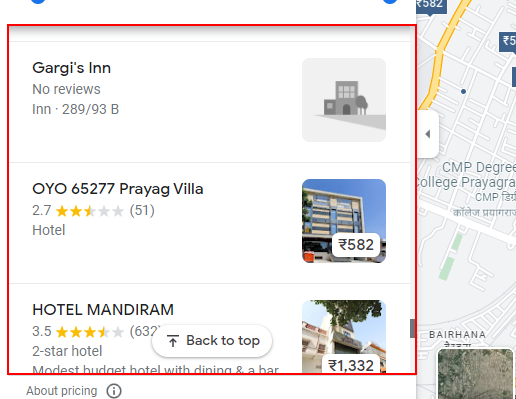 Gargi's Inn
No reviews
Inn · 289/93 B
OYO 65277 Prayag Villa
2.7 (51)
Hotel
₹582
HOTEL MANDIRAM
3.5 (632)
2-star hotel
Back to top
Modest budget hotel with dining & a bar
₹1,332
About pricing
₹582
CMP Degree
College Prayagra
CMP डिग्र
कॉलेज प्रयागराज
BAIRHANA